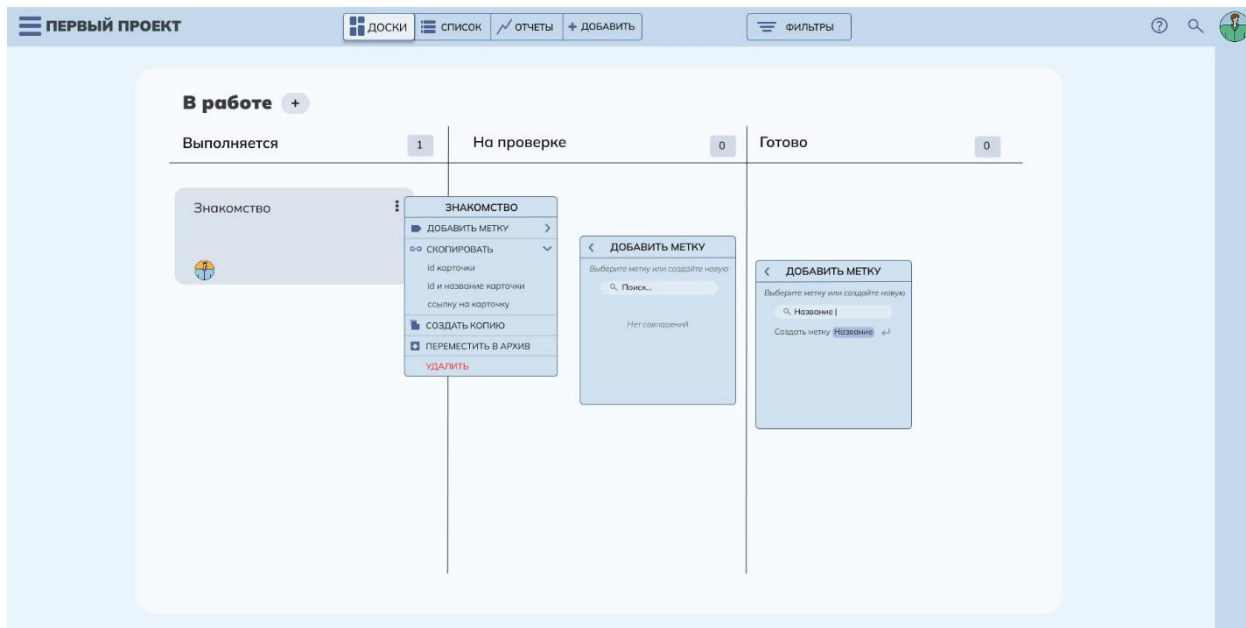 ПЕРВЫЙ ПРОЕКТ
ДОСКИ
СПИСОК
ОТЧЕТЫ
+ ДОБАВИТЬ
ФИЛЬТРЫ
?
В работе +
Выполняется 1
На проверке 0
Готово 0
Знакомство
ЗНАКОМСТВО
ДОБАВИТЬ МЕТКУ
СКОПИРОВАТЬ
id карточки
id и название карточки
ссылку на карточку
СОЗДАТЬ КОПИЮ
ПЕРЕМЕСТИТЬ В АРХИВ
УДАЛИТЬ
ДОБАВИТЬ МЕТКУ
Выберите метку или создайте новую
Поиск...
Нет совпадений
ДОБАВИТЬ МЕТКУ
Выберите метку или создайте новую
Название |
Создать метку Название